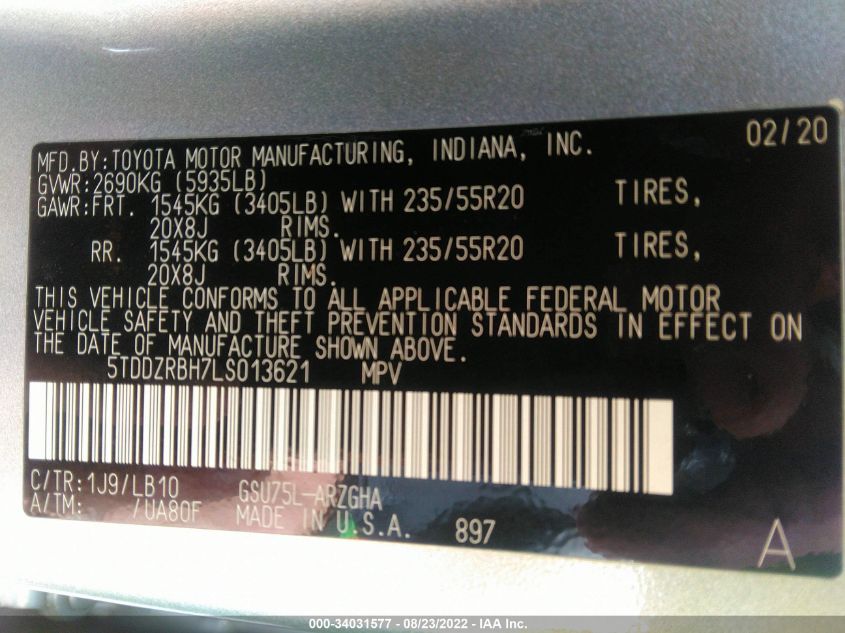 02/20
MFD.BY:TOYOTA MOTOR MANUFACTURING, INDIANA, INC.
GVWR:2690KG (5935LB)
GAWR:FRT. 1545KG (3405LB) WITH 235/55R20 TIRES,
20X8J RIMS.
RR. 1545KG (3405LB) WITH 235/55R20 TIRES,
20X8J RIMS.
THIS VEHICLE CONFORMS TO ALL APPLICABLE FEDERAL MOTOR
VEHICLE SAFETY AND THEFT PREVENTION STANDARDS IN EFFECT ON
THE DATE OF MANUFACTURE SHOWN ABOVE.
5TDDZRBH7LS013621 MPV
C/TR:1J9/LB10 GSU75L-ARZGHA
A/TM: /UA80F MADE IN U.S.A. 897
A
000-34031577 - 08/23/2022 - IAA Inc.